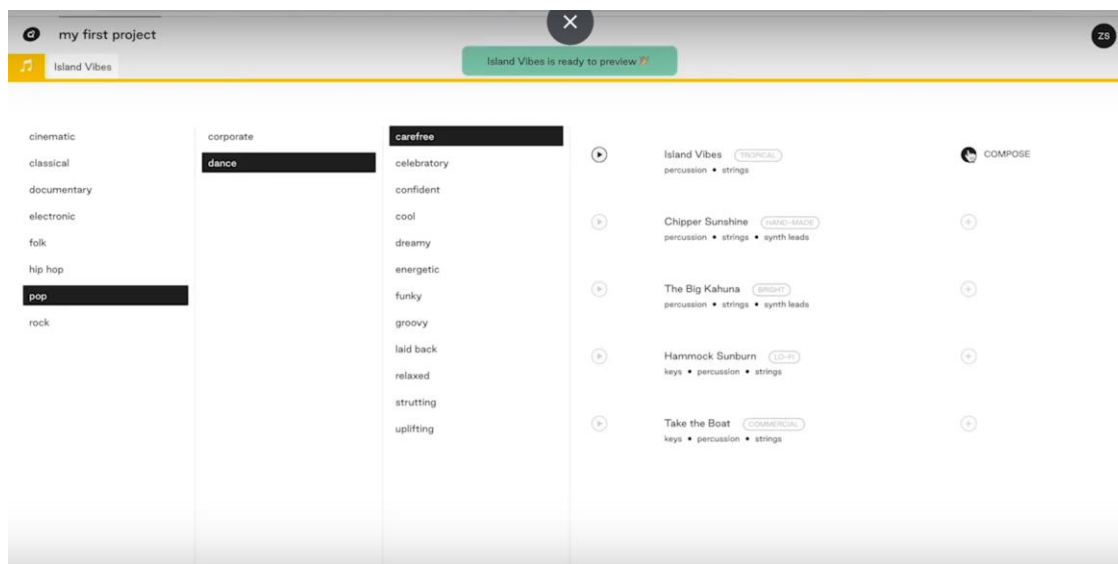 my first project
ZS
Island Vibes is ready to preview
Island Vibes
cinematic
classical
documentary
electronic
folk
hip hop
pop
rock
corporate
dance
carefree
celebratory
confident
cool
dreamy
energetic
funky
groovy
laid back
relaxed
strutting
uplifting
Island Vibes TROPICAL
percussion • strings
COMPOSE
Chipper Sunshine HAND-MADE
percussion • strings • synth leads
The Big Kahuna BRIGHT
percussion • strings • synth leads
Hammock Sunburn LO-FI
keys • percussion • strings
Take the Boat COMMERCIAL
keys • percussion • strings